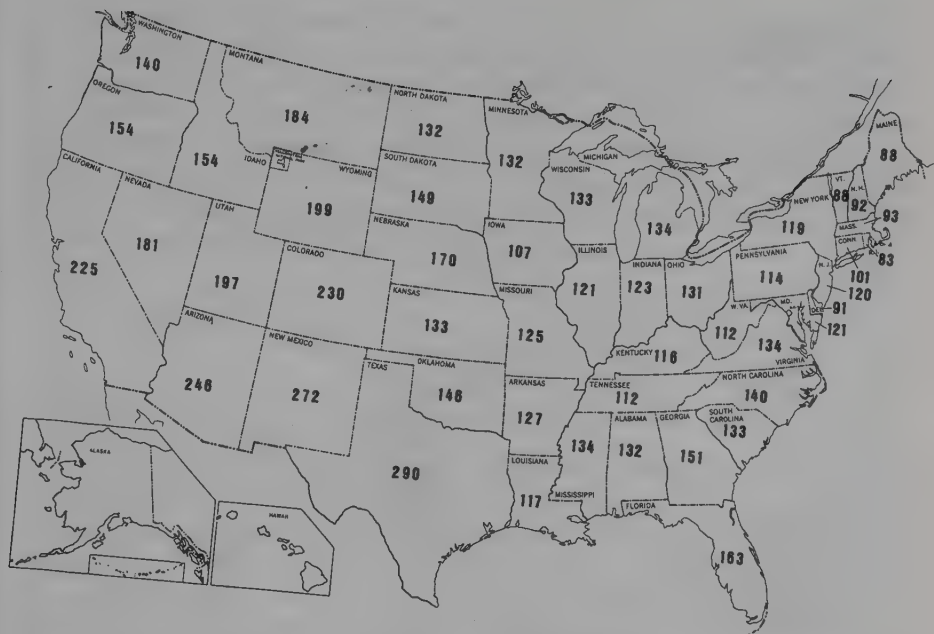 WASHINGTON
140
MONTANA
184
OREGON
154
IDAHO
154
NORTH DAKOTA
132
MINNESOTA
132
SOUTH DAKOTA
149
WYOMING
199
WISCONSIN
133
MICHIGAN
134
MAINE
88
VT.
88
N.H.
92
NEW YORK
119
MASS.
93
CONN.
83
101
CALIFORNIA
225
NEVADA
181
UTAH
197
COLORADO
230
NEBRASKA
170
IOWA
107
ILLINOIS
121
INDIANA
123
OHIO
131
PENNSYLVANIA
114
N.J.
120
DEL
91
MD.
121
W. VA.
112
134
VIRGINIA
KANSAS
133
MISSOURI
125
KENTUCKY
116
ARIZONA
246
NEW MEXICO
272
TEXAS
290
OKLAHOMA
146
ARKANSAS
127
TENNESSEE
112
NORTH CAROLINA
140
SOUTH
CAROLINA
133
LOUISIANA
117
MISSISSIPPI
134
ALABAMA
132
GEORGIA
151
FLORIDA
163
ALASKA
HAWAII